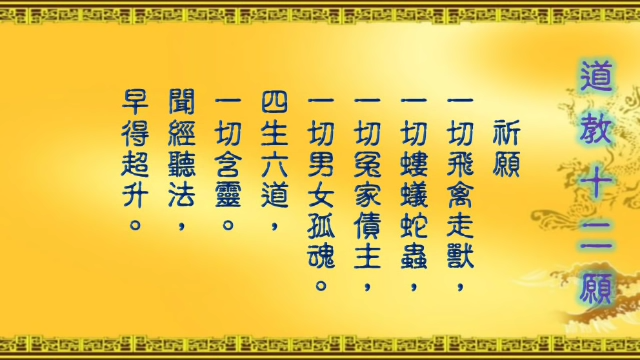 道教十二願
祈願
一切飛禽走獸，
一切螻蟻蛇蟲，
一切冤家債主，
一切男女孤魂。
四生六道，
一切含靈。
聞經聽法，
早得超升。